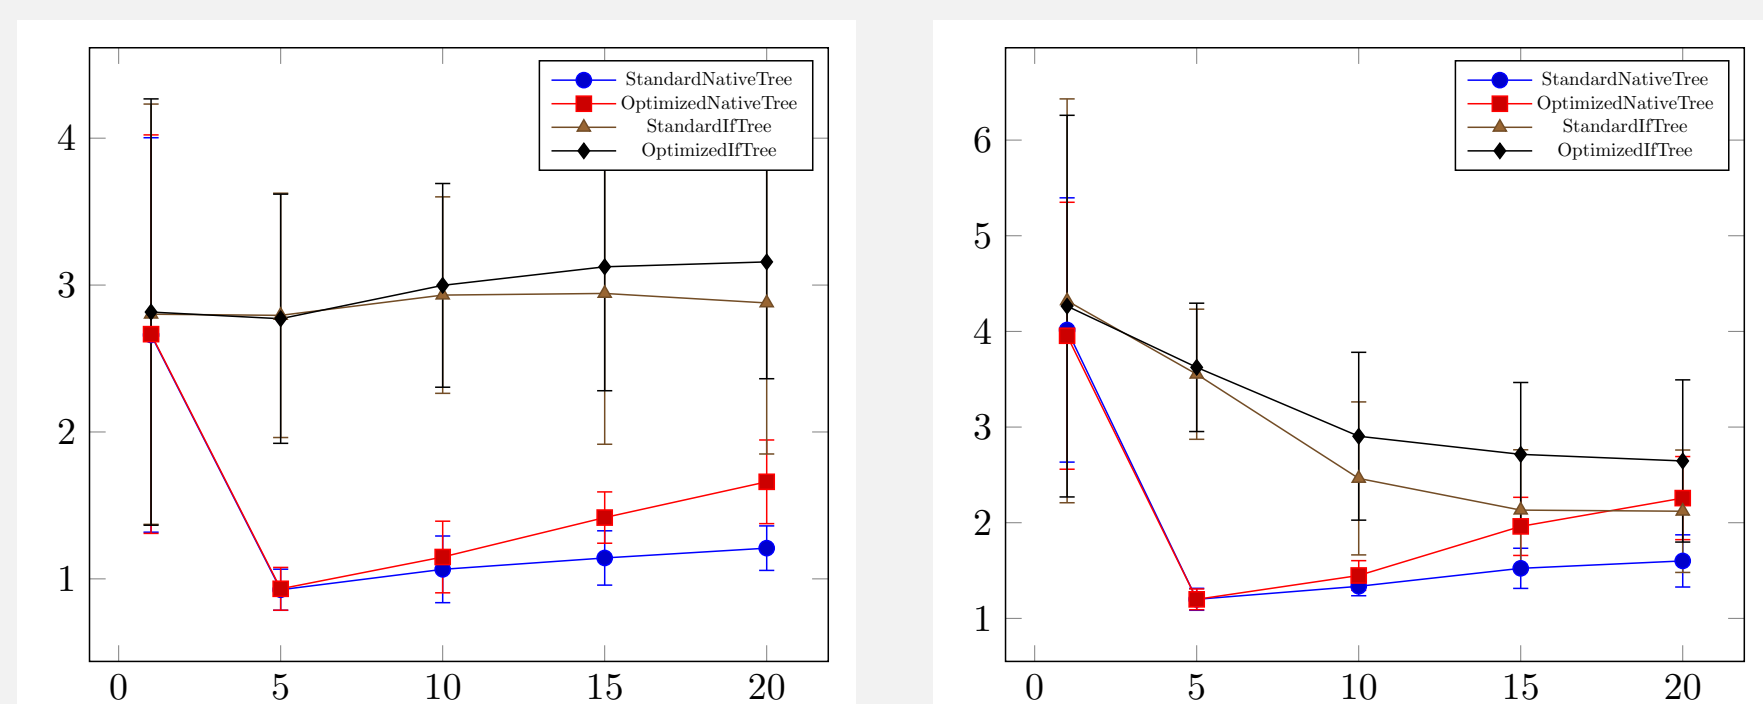 StandardNativeTree
OptimizedNativeTree
StandardIfTree
OptimizedIfTree
4
3
2
1
0 5 10 15 20
StandardNativeTree
OptimizedNativeTree
StandardIfTree
OptimizedIfTree
6
5
4
3
2
1
0 5 10 15 20